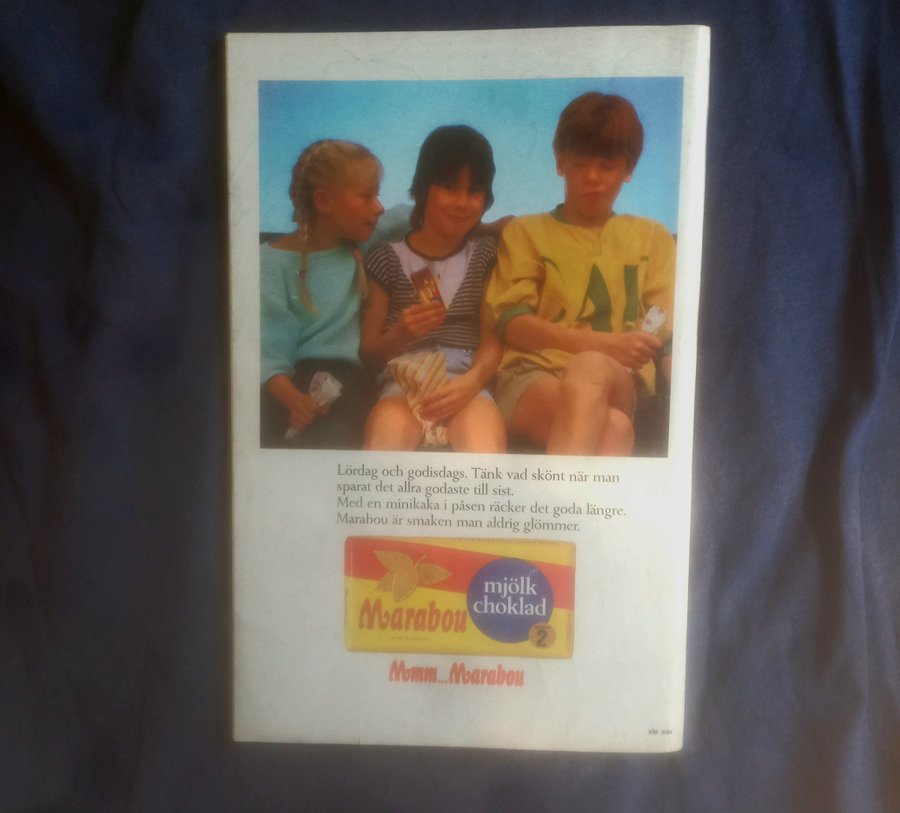 Lördag och godisdags. Tänk vad skönt när man
sparat det allra godaste till sist.
Med en minikaka i påsen räcker det goda längre.
Marabou är smaken man aldrig glömmer.
Marabou
mjölk
choklad
2
Mmm...Marabou